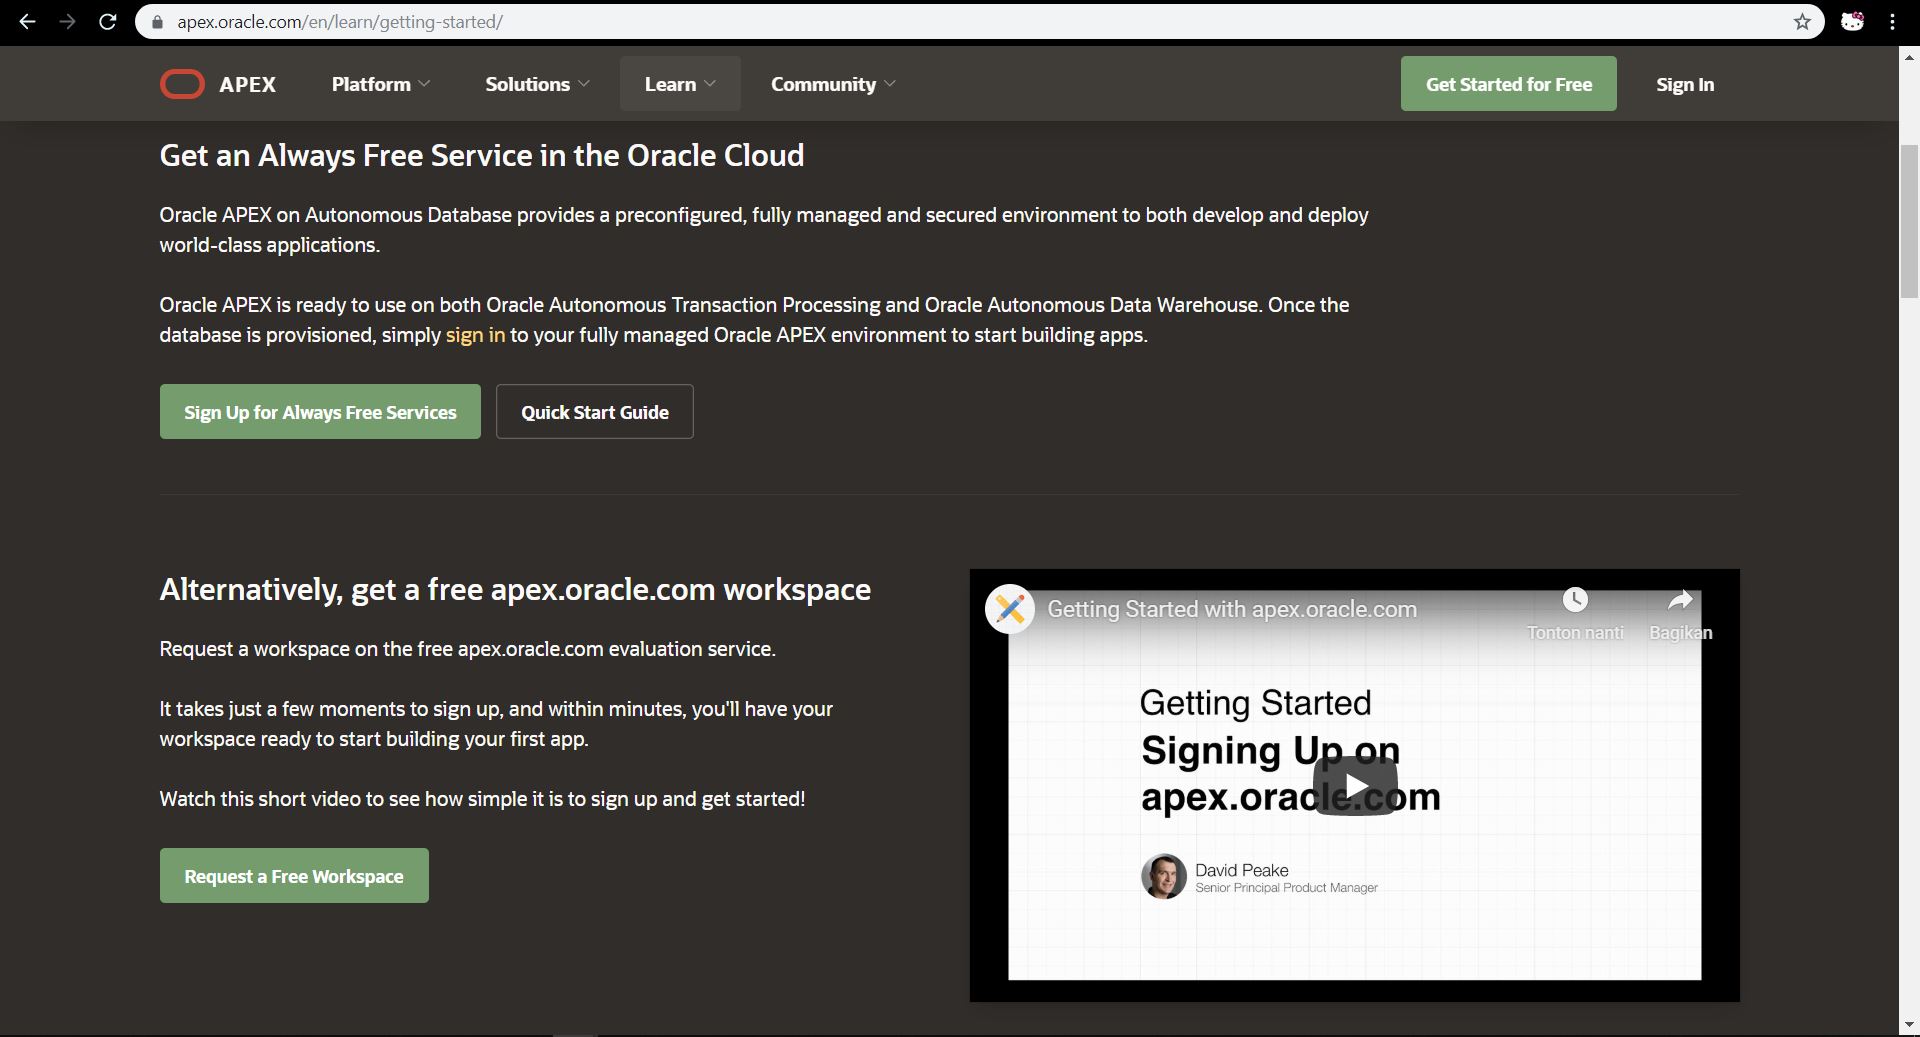 apex.oracle.com/en/learn/getting-started/
APEX
Platform
Solutions
Learn
Community
Get Started for Free
Sign In
Get an Always Free Service in the Oracle Cloud
Oracle APEX on Autonomous Database provides a preconfigured, fully managed and secured environment to both develop and deploy
world-class applications.
Oracle APEX is ready to use on both Oracle Autonomous Transaction Processing and Oracle Autonomous Data Warehouse. Once the
database is provisioned, simply sign in to your fully managed Oracle APEX environment to start building apps.
Sign Up for Always Free Services
Quick Start Guide
Alternatively, get a free apex.oracle.com workspace
Request a workspace on the free apex.oracle.com evaluation service.
It takes just a few moments to sign up, and within minutes, you'll have your
workspace ready to start building your first app.
Watch this short video to see how simple it is to sign up and get started!
Request a Free Workspace
Getting Started with apex.oracle.com
Tonton nanti
Bagikan
Getting Started
Signing Up on
apex.oracle.com
David Peake
Senior Principal Product Manager